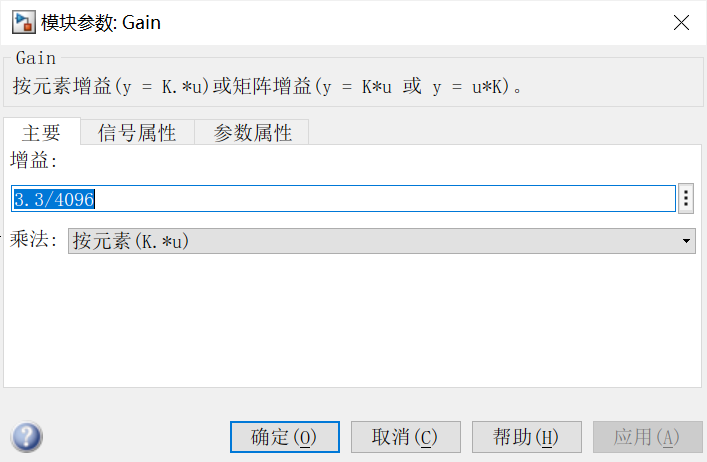 模块参数: Gain
Gain
按元素增益(y = K.*u)或矩阵增益(y = K*u 或 y = u*K)。
主要 信号属性 参数属性
增益:
3.3/4096
乘法: 按元素(K.*u)
确定(O) 取消(C) 帮助(H) 应用(A)